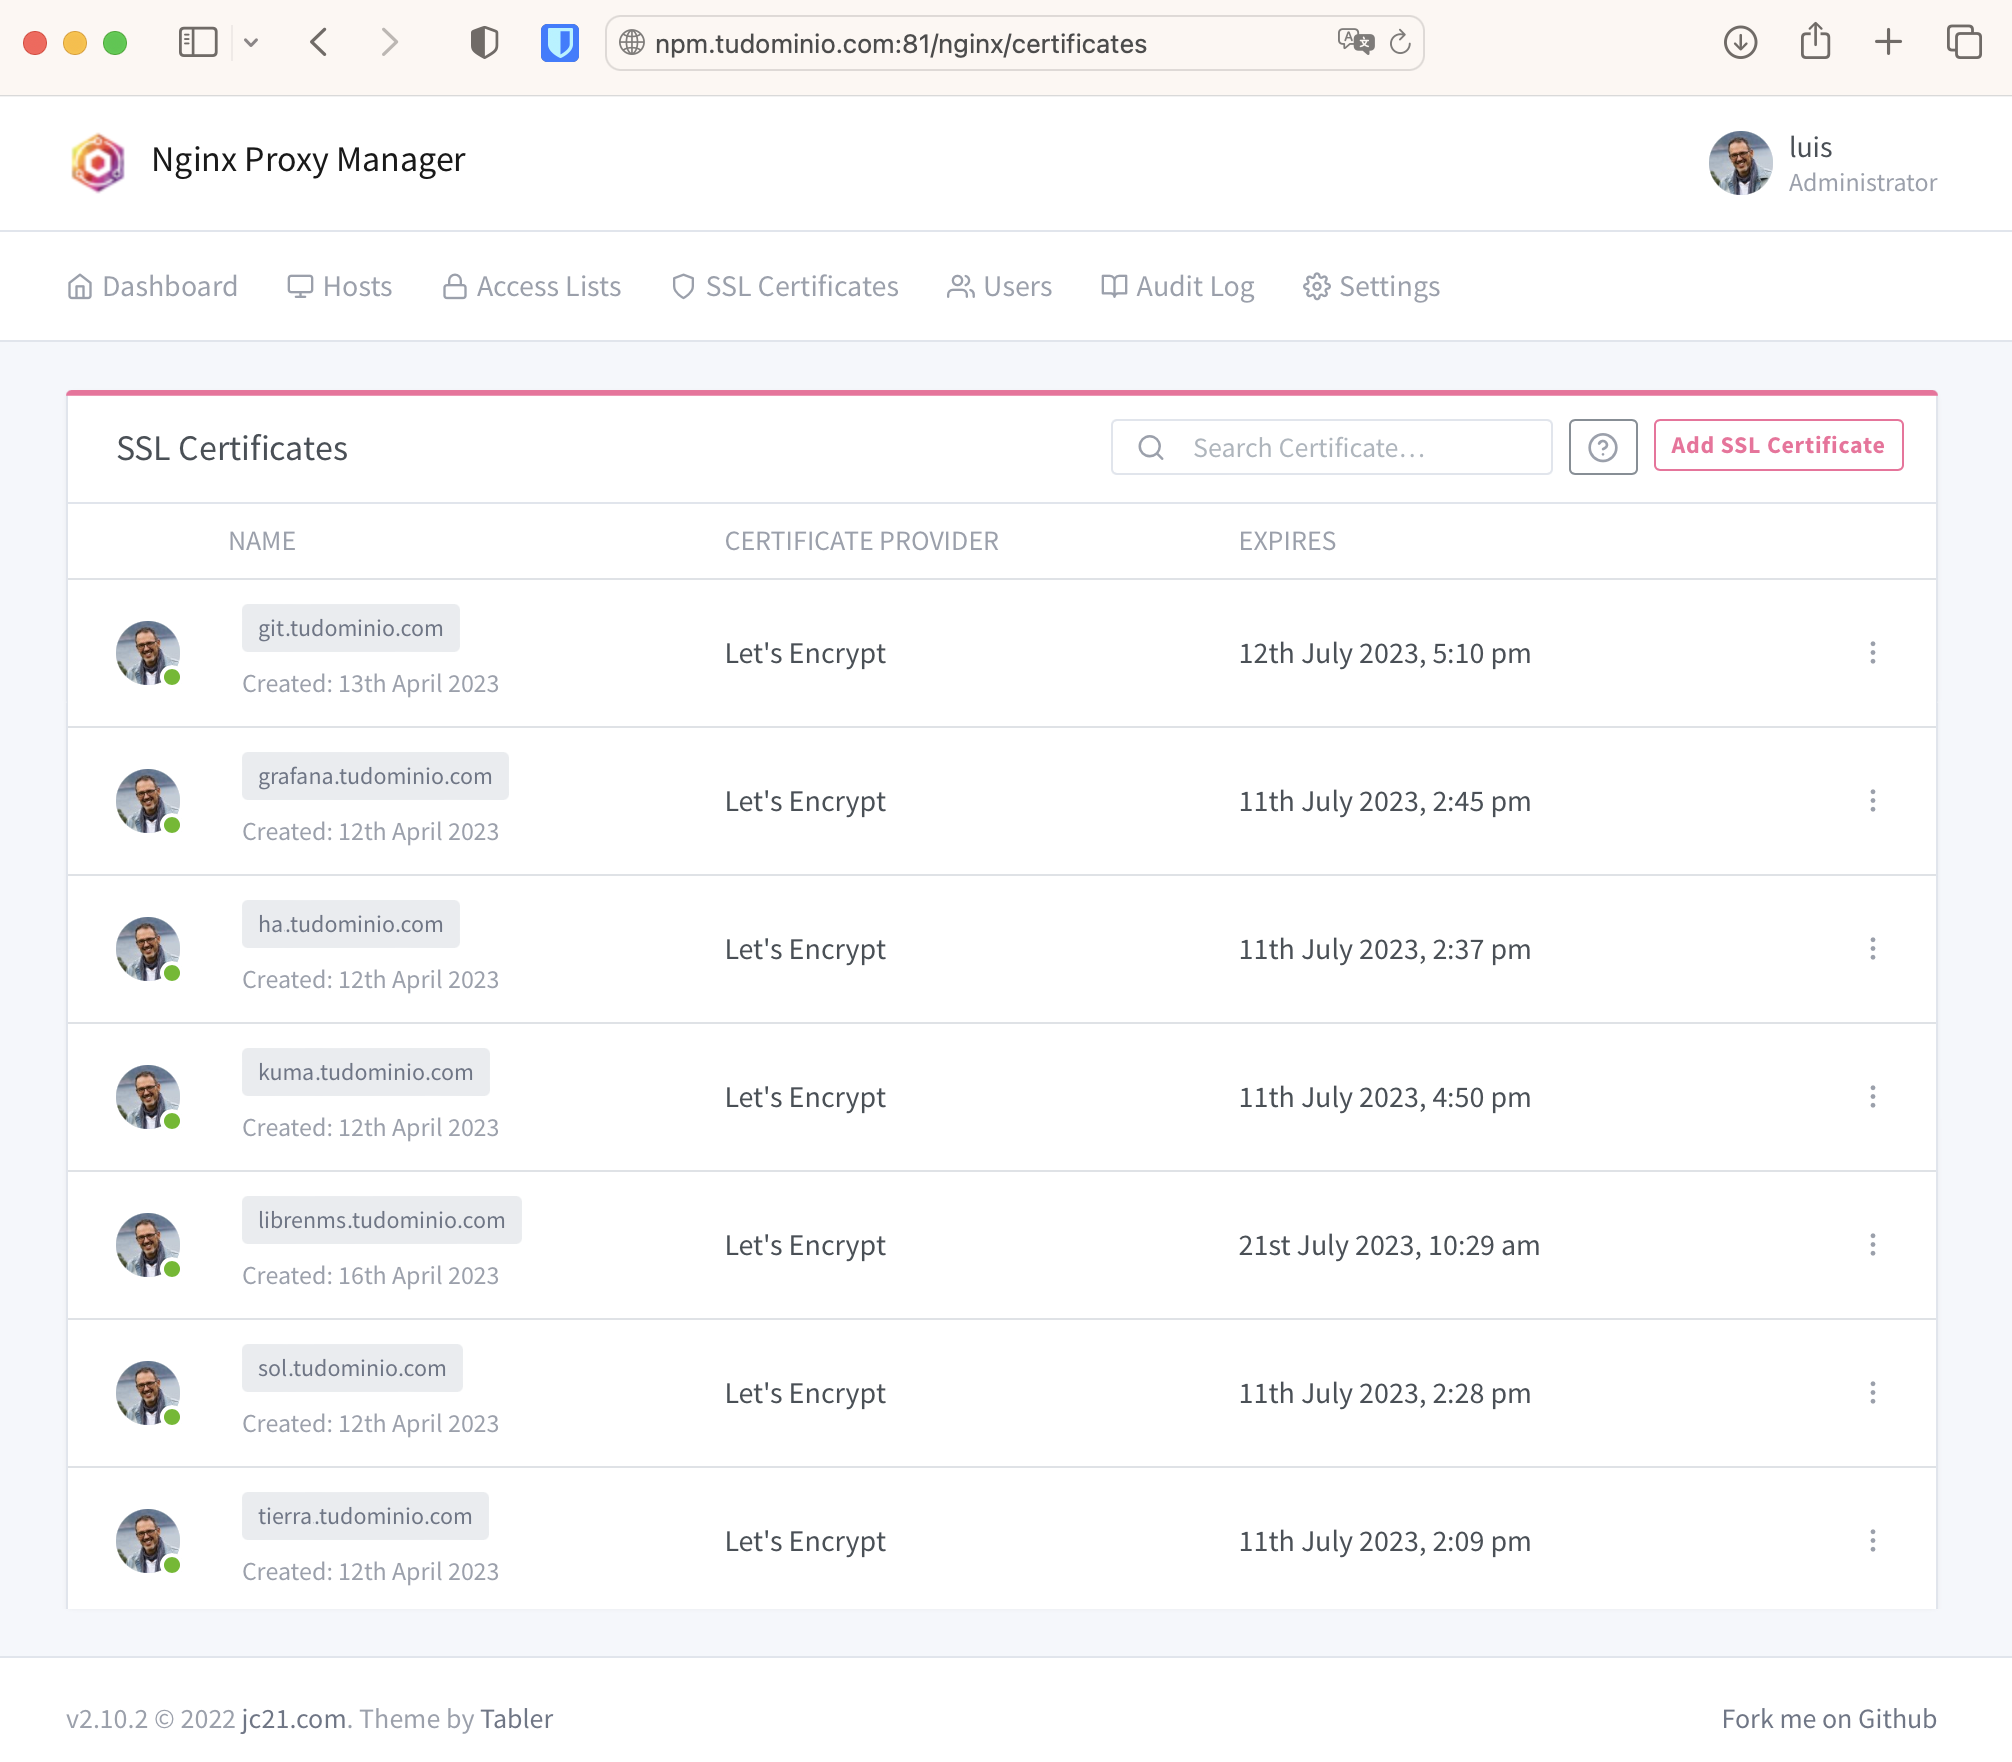 npm.tudominio.com:81/nginx/certificates
Nginx Proxy Manager
luis
Administrator
Dashboard Hosts Access Lists SSL Certificates Users Audit Log Settings
SSL Certificates Search Certificate… Add SSL Certificate
NAME CERTIFICATE PROVIDER EXPIRES
git.tudominio.com
Created: 13th April 2023
Let's Encrypt
12th July 2023, 5:10 pm
grafana.tudominio.com
Created: 12th April 2023
Let's Encrypt
11th July 2023, 2:45 pm
ha.tudominio.com
Created: 12th April 2023
Let's Encrypt
11th July 2023, 2:37 pm
kuma.tudominio.com
Created: 12th April 2023
Let's Encrypt
11th July 2023, 4:50 pm
librenms.tudominio.com
Created: 16th April 2023
Let's Encrypt
21st July 2023, 10:29 am
sol.tudominio.com
Created: 12th April 2023
Let's Encrypt
11th July 2023, 2:28 pm
tierra.tudominio.com
Created: 12th April 2023
Let's Encrypt
11th July 2023, 2:09 pm
v2.10.2 © 2022 jc21.com. Theme by Tabler
Fork me on Github